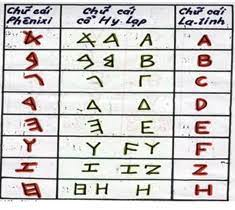 Chữ cái Phênixi Chữ cái cổ Hy Lạp Chữ cái La-tinh
A A
B B
Γ C
Δ Δ Δ D
Ǝ Ǝ E E
Y Y F Y F
I I I Z Z
H H H